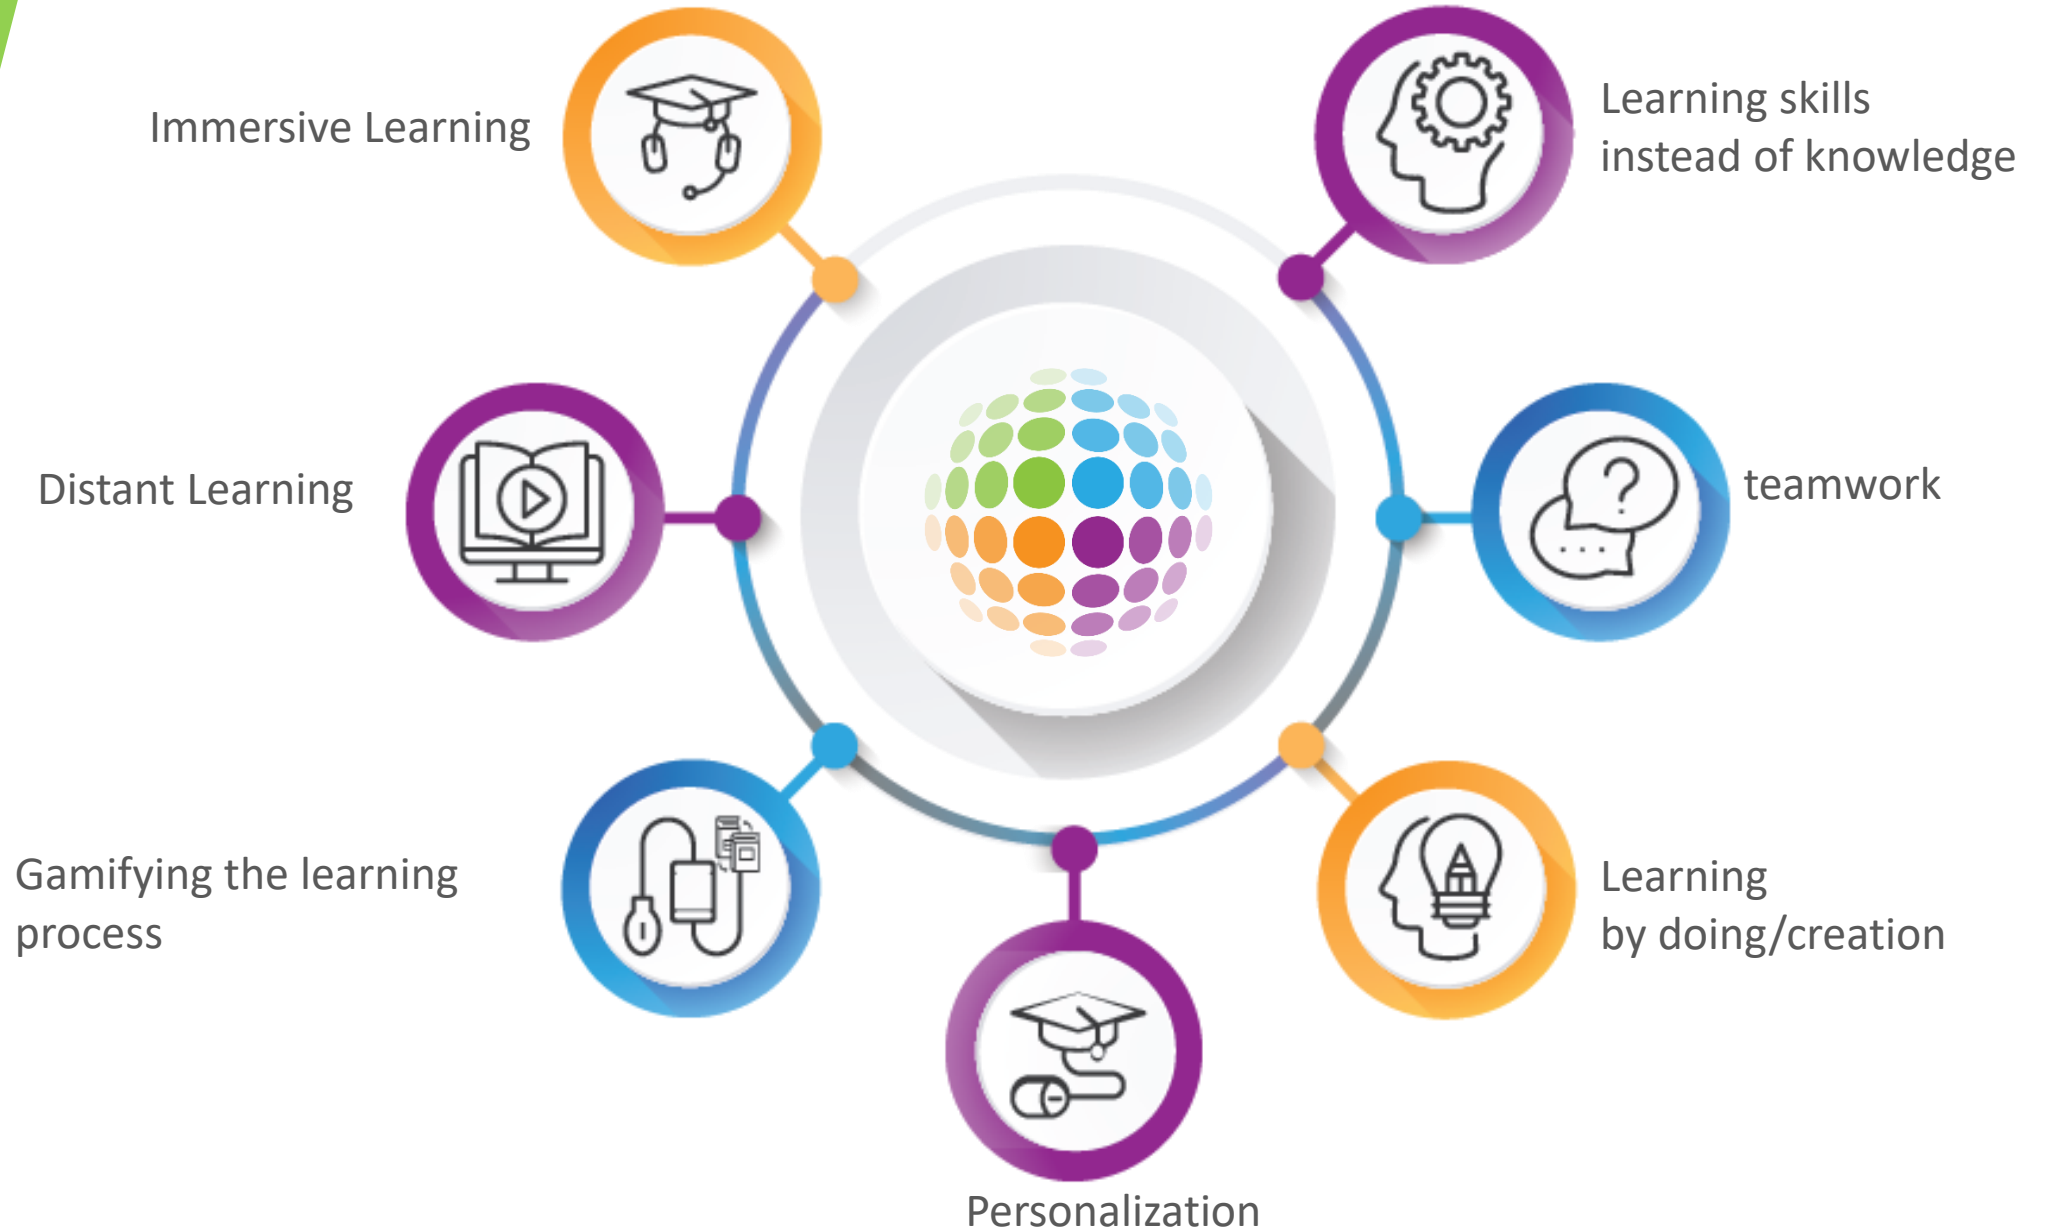 Immersive Learning
Learning skills
instead of knowledge
Distant Learning
teamwork
Gamifying the learning
process
Learning
by doing/creation
Personalization